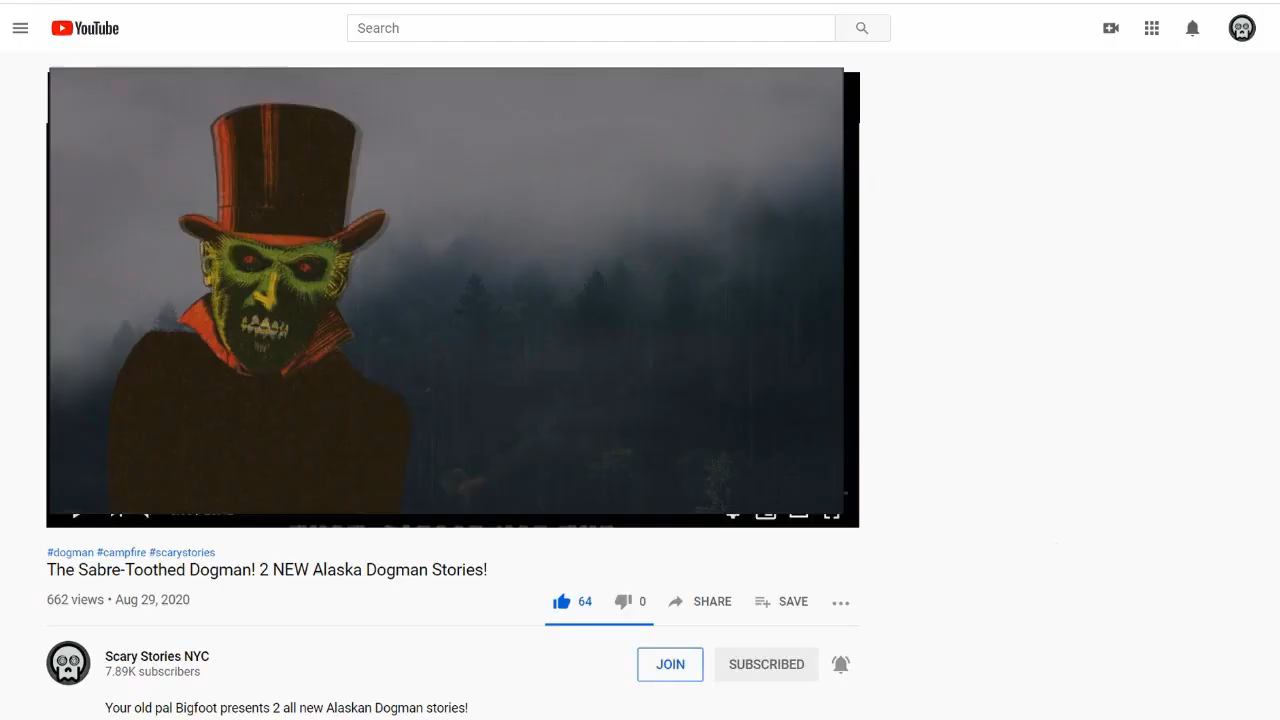 YouTube
Search
#dogman #campfire #scarystories
The Sabre-Toothed Dogman! 2 NEW Alaska Dogman Stories!
662 views • Aug 29, 2020
64
0
SHARE
SAVE
Scary Stories NYC
7.89K subscribers
JOIN
SUBSCRIBED
Your old pal Bigfoot presents 2 all new Alaskan Dogman stories!